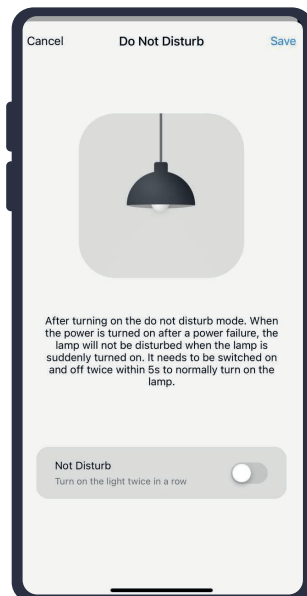 Cancel Do Not Disturb Save
After turning on the do not disturb mode. When
the power is turned on after a power failure, the
lamp will not be disturbed when the lamp is
suddenly turned on. It needs to be switched on
and off twice within 5s to normally turn on the
lamp.
Not Disturb
Turn on the light twice in a row